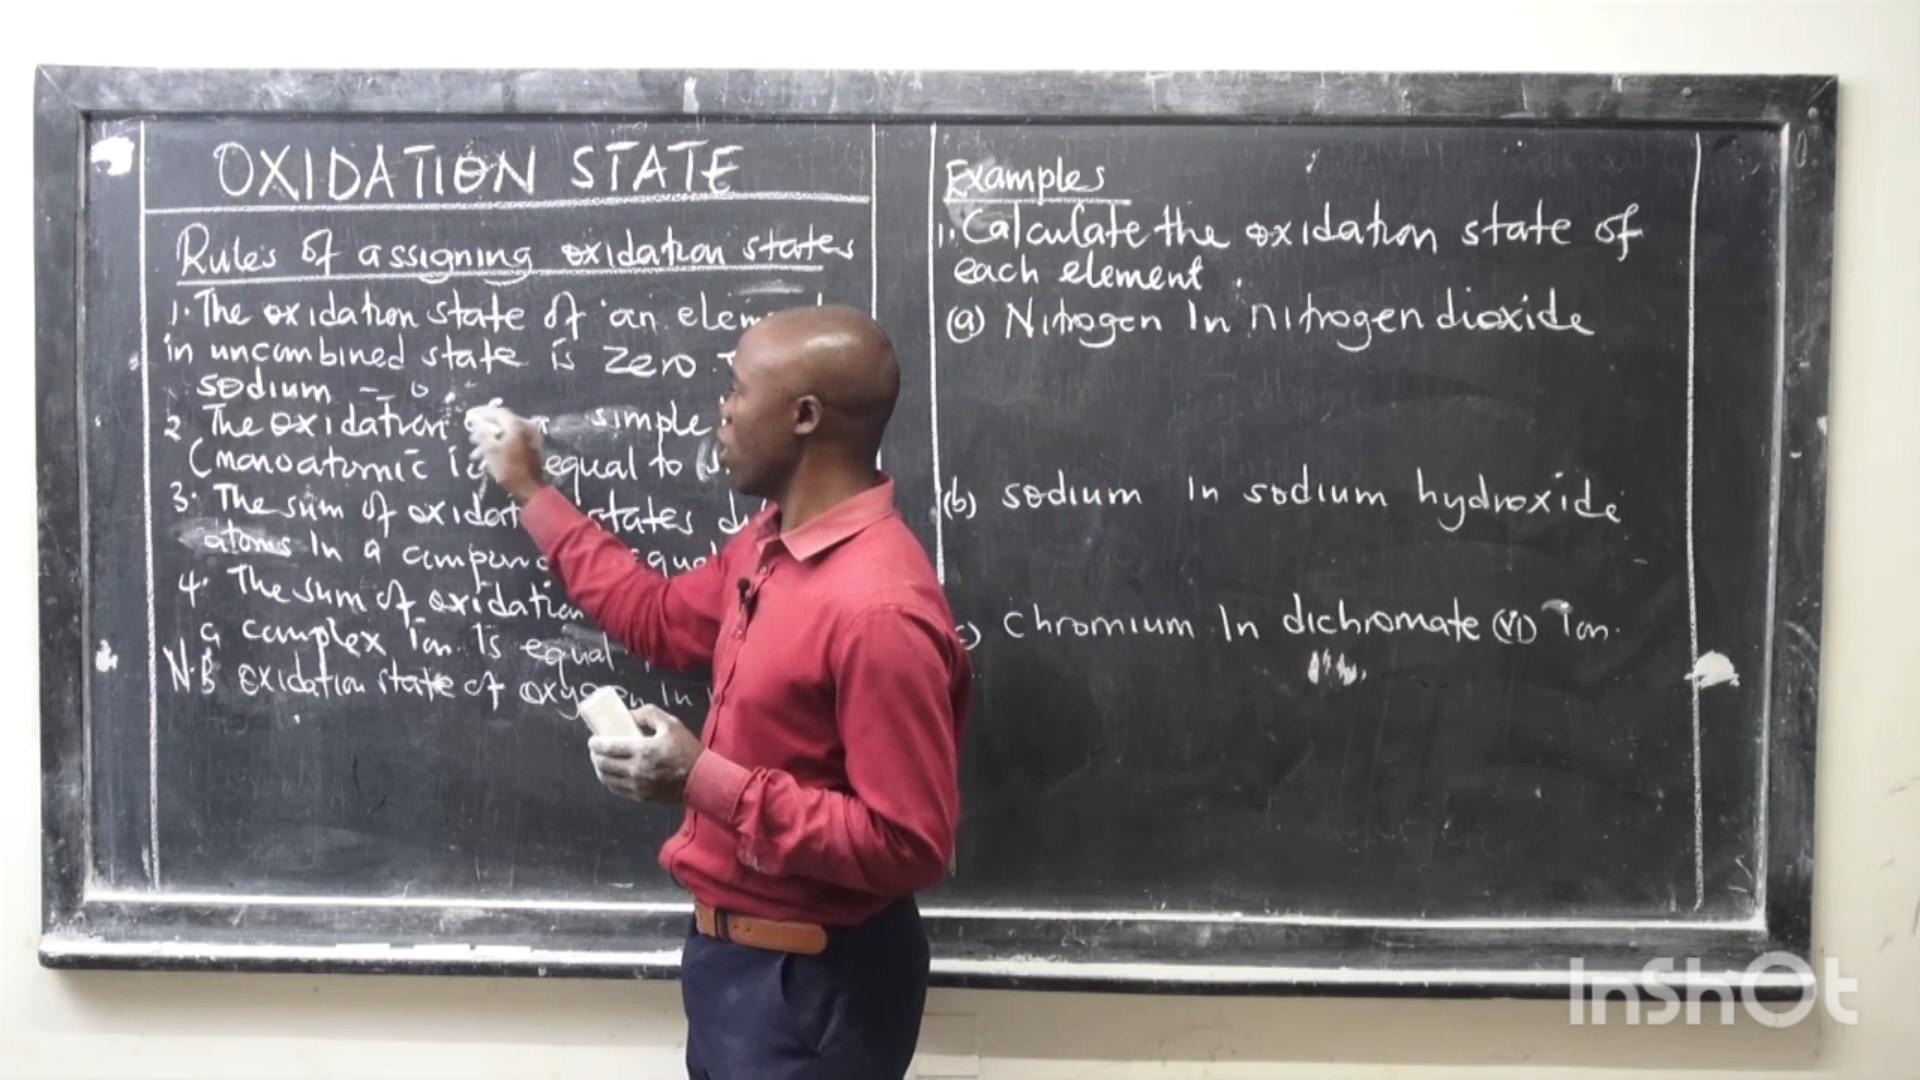 OXIDATION STATE
Rules of assigning oxidation states
1. The oxidation state of an
in uncombined state is zero
sodium - 0
2 The oxidation simple
(monoatomic equal to
3. The sum of states
atoms in a
4. The sum of oxidation
a complex ion is equal
N.B oxidation state of oxygen in
Examples
1. Calculate the oxidation state of
each element.
(a) Nitrogen in nitrogen dioxide
(b) sodium in sodium hydroxide
chromium in dichromate (VI) ion.
InShOt